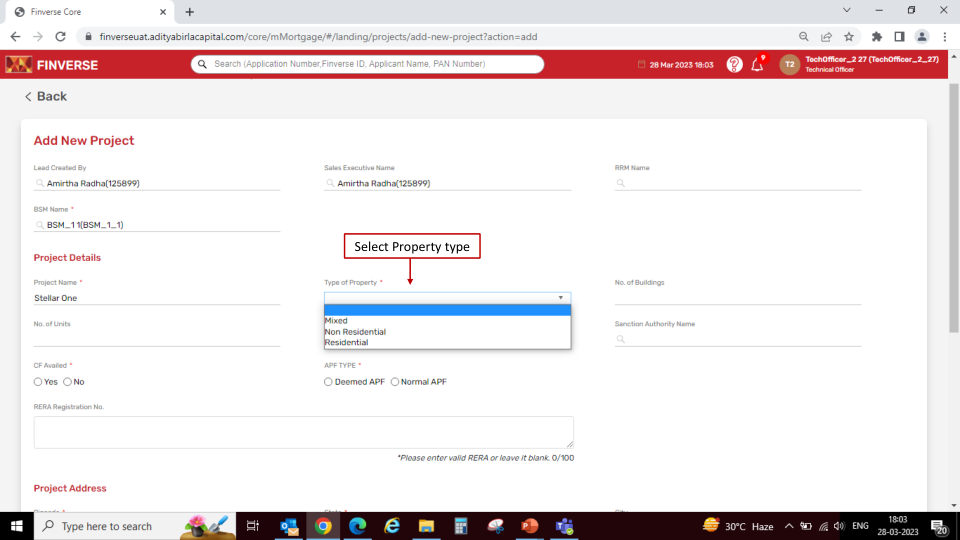 Finverse Core
finverseuat.adityabirlacapital.com/core/mMortgage/#/landing/projects/add-new-project?action=add
FINVERSE
Search (Application Number,Finverse ID, Applicant Name, PAN Number)
28 Mar 2023 18:03
T2
TechOfficer_2 27 (TechOfficer_2_27)
Technical Officer
< Back
Add New Project
Lead Created By
Sales Executive Name
RRM Name
Amirtha Radha(125899)
Amirtha Radha(125899)
BSM Name *
BSM_1 1(BSM_1_1)
Select Property type
Project Details
Project Name *
Type of Property *
No. of Buildings
Stellar One
Mixed
Non Residential
Residential
No. of Units
Sanction Authority Name
CF Availed *
APF TYPE *
Yes No
Deemed APF Normal APF
RERA Registration No.
*Please enter valid RERA or leave it blank. 0/100
Project Address
Type here to search
30°C Haze
ENG
18:03
28-03-2023
20